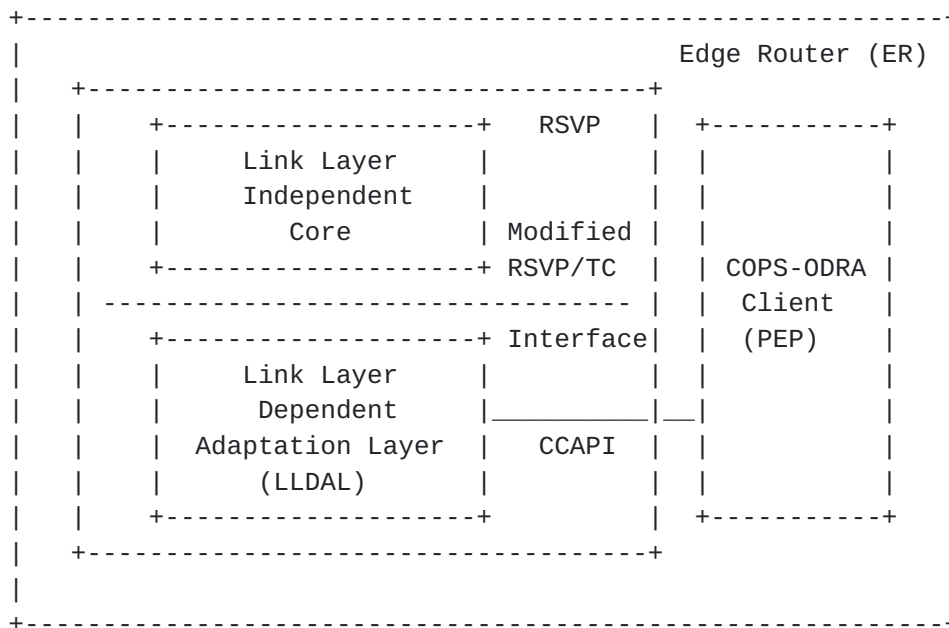 Edge Router (ER)
RSVP
Link Layer
Independent
Core Modified
RSVP/TC COPS-ODRA
Client
Interface (PEP)
Link Layer
Dependent
Adaptation Layer CCAPI
(LLDAL)